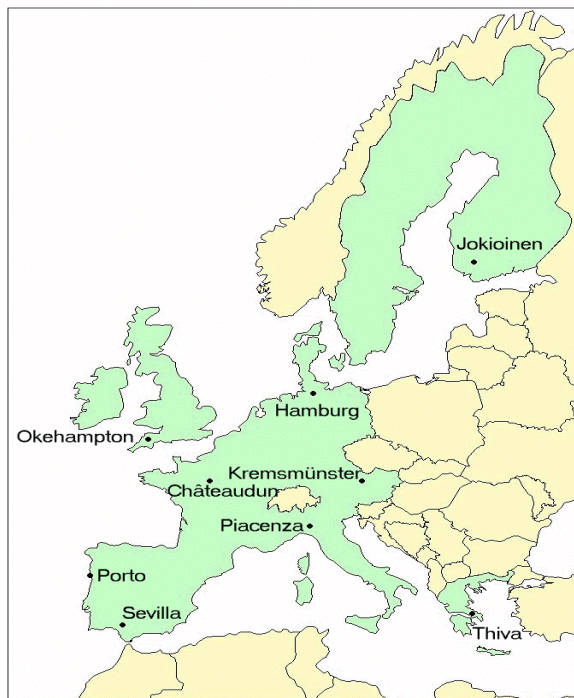 Jokioinen
Hamburg
Okehampton
Kremsmünster
Châteaudun
Piacenza
Porto
Sevilla
Thiva